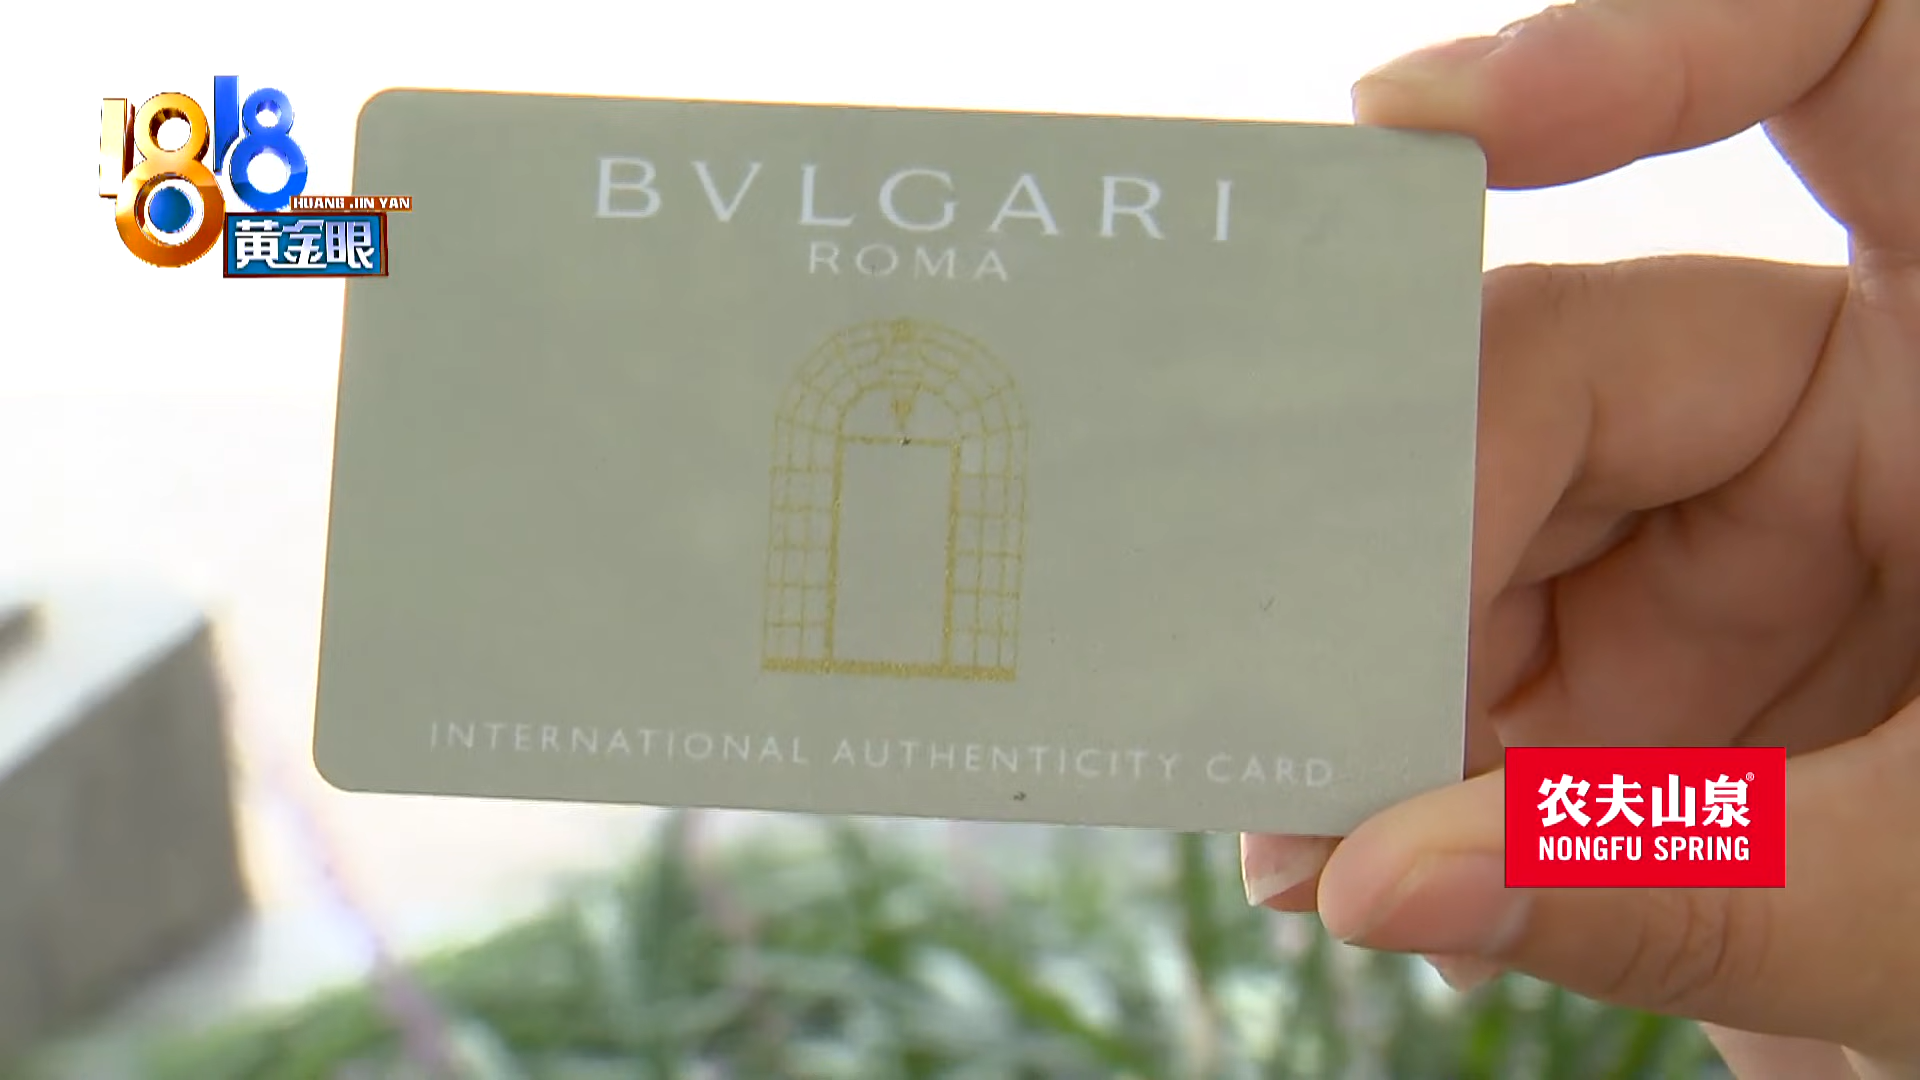 1818
HUANG JIN YAN
黄金眼
BVLGARI
ROMA
INTERNATIONAL AUTHENTICITY CARD
农夫山泉®
NONGFU SPRING